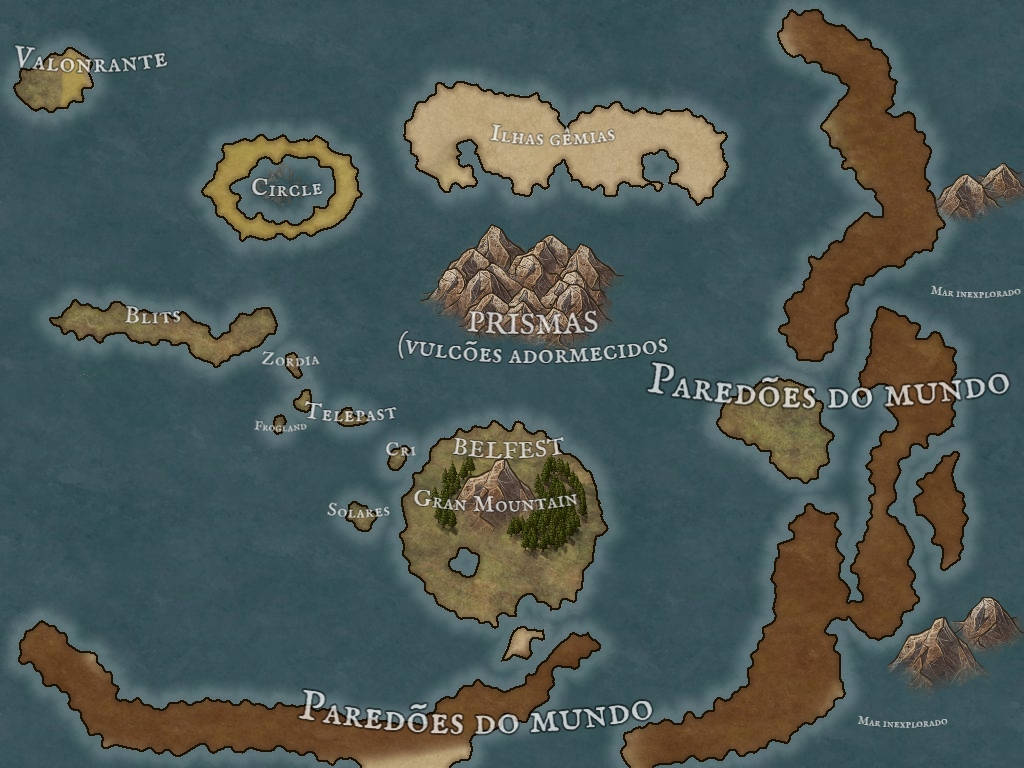 Valonrante
Ilhas gêmias
Circle
Mar inexplorado
Blits
PRISMAS
(vulcões adormecidos
Zordia
Paredões do mundo
Telepast
Frogland
Cri
BELFEST
Gran Mountain
Solares
Paredões do mundo
Mar inexplorado